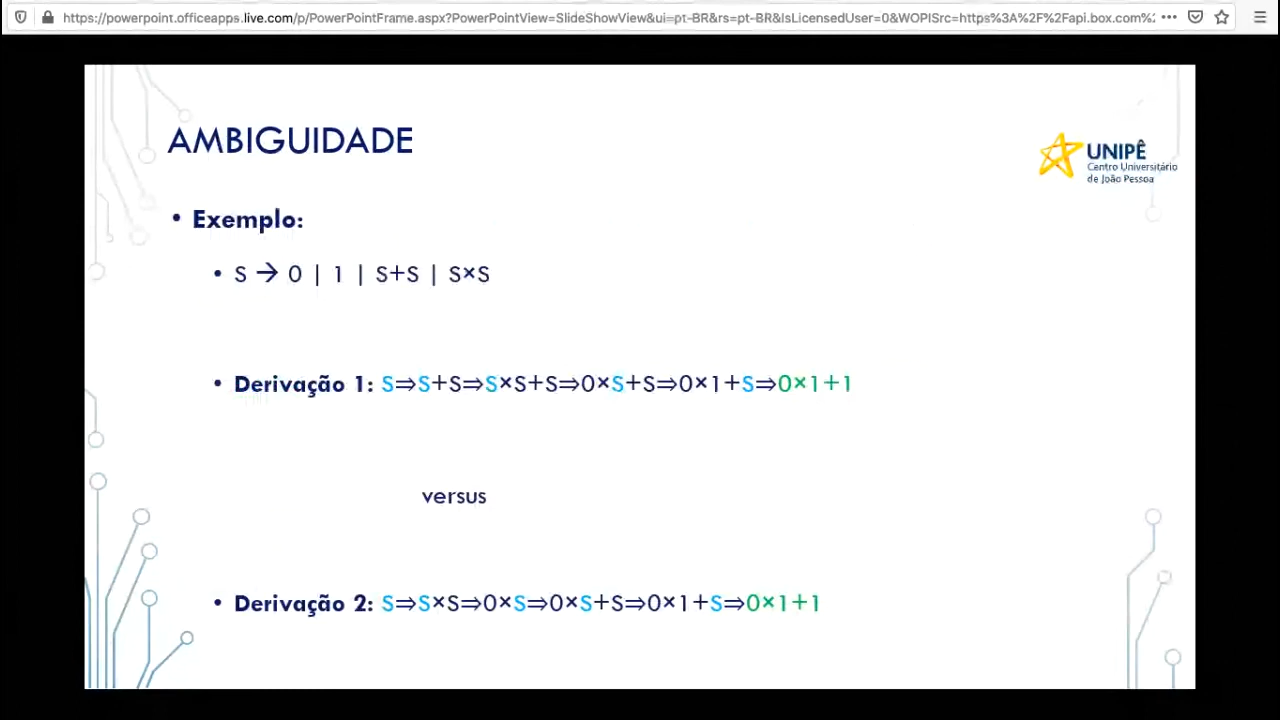 https://powerpoint.officeapps.live.com/p/PowerPointFrame.aspx?PowerPointView=SlideShowView&ui=pt-BR&rs=pt-BR&IsLicensedUser=0&WOPISrc=https%3A%2F%2Fapi.box.com%2
AMBIGUIDADE
UNIPÊ
Centro Universitário
de João Pessoa
• Exemplo:
• S → 0 | 1 | S+S | S×S
• Derivação 1: S⇒S+S⇒S×S+S⇒0×S+S⇒0×1+S⇒0×1+1
versus
• Derivação 2: S⇒S×S⇒0×S⇒0×S+S⇒0×1+S⇒0×1+1